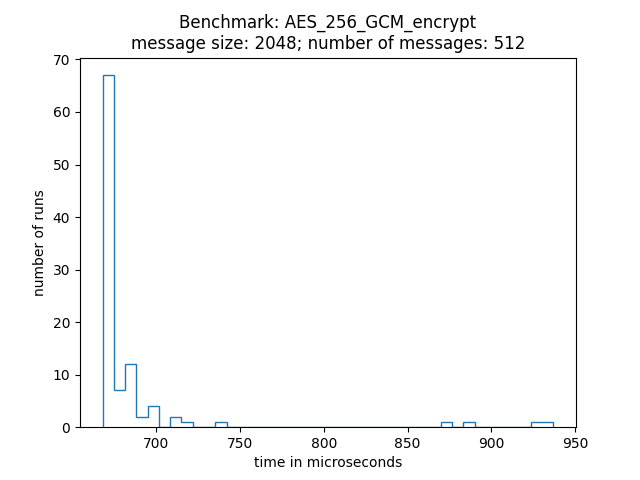 Benchmark: AES_256_GCM_encrypt
message size: 2048; number of messages: 512
70
60
50
40
30
20
10
0
number of runs
700 750 800 850 900 950
time in microseconds